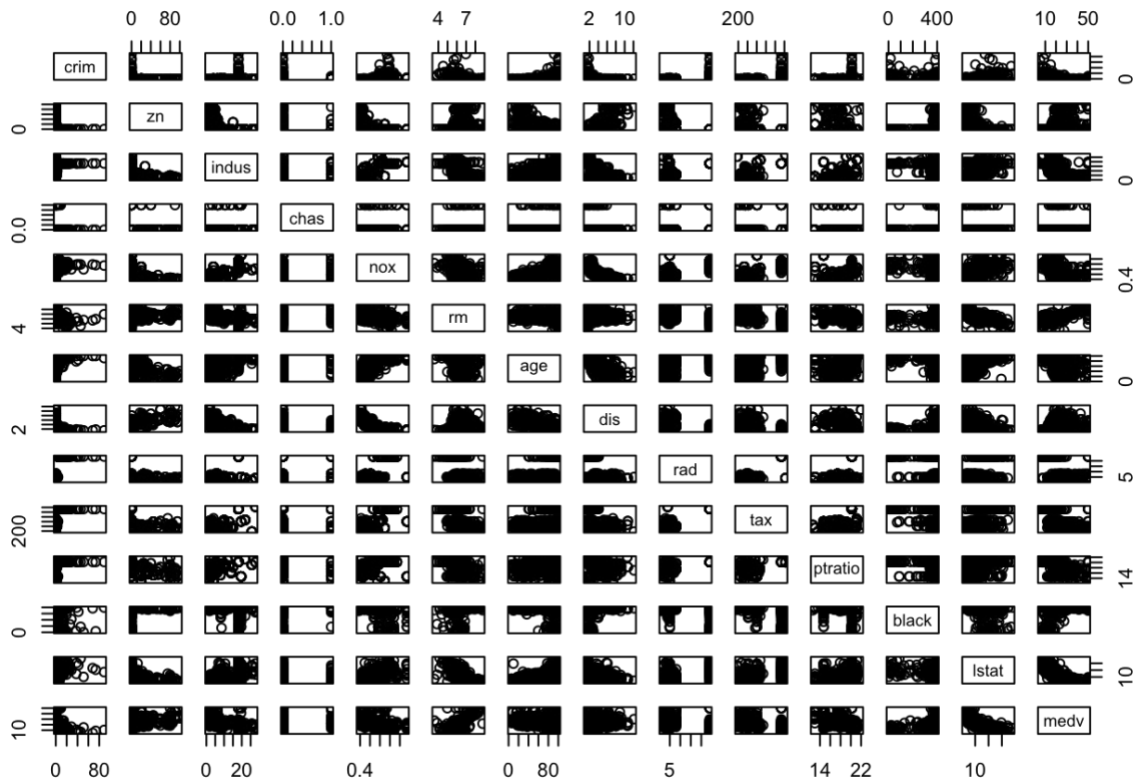 0 80 0.0 1.0 4 7 2 10 200 0 400 10 50
crim 0
0 zn
indus 0
0.0 chas
nox 0.4
4 rm
age 0
2 dis
rad 5
200 tax
ptratio 14
0 black
lstat 10
10 medv
0 80 0 20 0.4 0 80 5 14 22 10